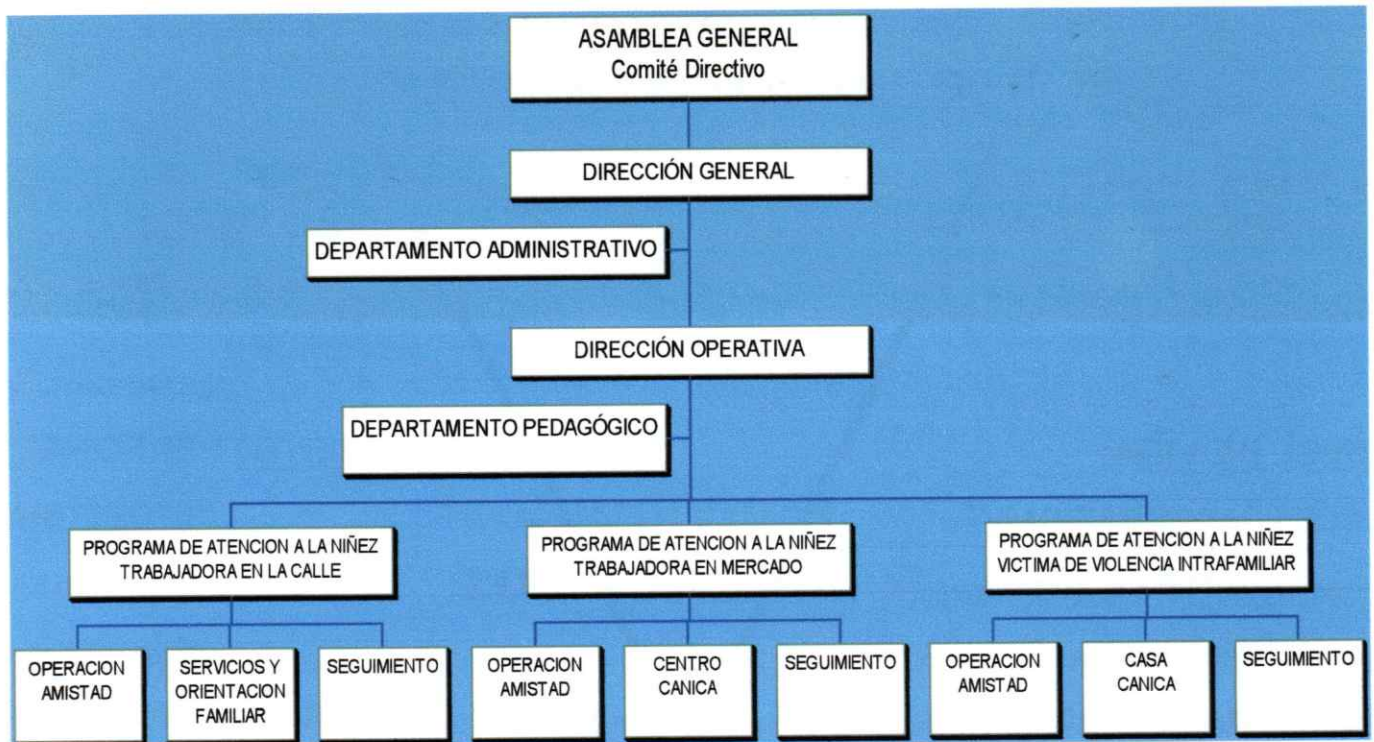 ASAMBLEA GENERAL
Comité Directivo
DIRECCIÓN GENERAL
DEPARTAMENTO ADMINISTRATIVO
DIRECCIÓN OPERATIVA
DEPARTAMENTO PEDAGÓGICO
PROGRAMA DE ATENCION A LA NIÑEZ
TRABAJADORA EN LA CALLE
PROGRAMA DE ATENCION A LA NIÑEZ
TRABAJADORA EN MERCADO
PROGRAMA DE ATENCION A LA NIÑEZ
VICTIMA DE VIOLENCIA INTRAFAMILIAR
OPERACION
AMISTAD
SERVICIOS Y
ORIENTACION
FAMILIAR
SEGUIMIENTO
OPERACION
AMISTAD
CENTRO
CANICA
SEGUIMIENTO
OPERACION
AMISTAD
CASA
CANICA
SEGUIMIENTO